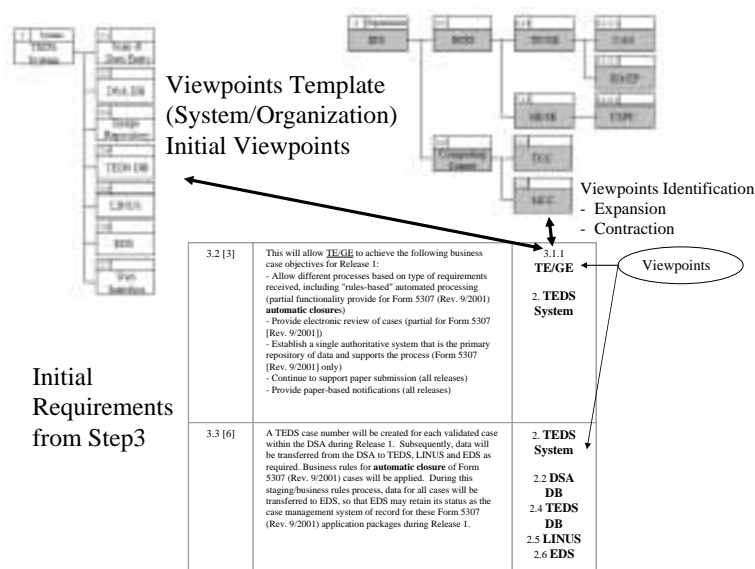 System
TEDS
System
DSA DB
TEDS DB
LINUS
EDS
Viewpoints Template
(System/Organization)
Initial Viewpoints
Viewpoints Identification
- Expansion
- Contraction
Viewpoints
Initial
Requirements
from Step3
3.2 [3]
This will allow TE/GE to achieve the following business
case objectives for Release 1:
- Allow different processes based on type of requirements
received, including "rules-based" automated processing
(partial functionality provide for Form 5307 (Rev. 9/2001)
automatic closures)
- Provide electronic review of cases (partial for Form 5307
[Rev. 9/2001])
- Establish a single authoritative system that is the primary
repository of data and supports the process (Form 5307
[Rev. 9/2001] only)
- Continue to support paper submission (all releases)
- Provide paper-based notifications (all releases)
3.1.1
TE/GE
2. TEDS
System
3.3 [6]
A TEDS case number will be created for each validated case
within the DSA during Release 1. Subsequently, data will
be transferred from the DSA to TEDS, LINUS and EDS as
required. Business rules for automatic closure of Form
5307 (Rev. 9/2001) cases will be applied. During this
staging/business rules process, data for all cases will be
transferred to EDS, so that EDS may retain its status as the
case management system of record for these Form 5307
(Rev. 9/2001) application packages during Release 1.
2. TEDS
System
2.2 DSA
DB
2.4 TEDS
DB
2.5 LINUS
2.6 EDS